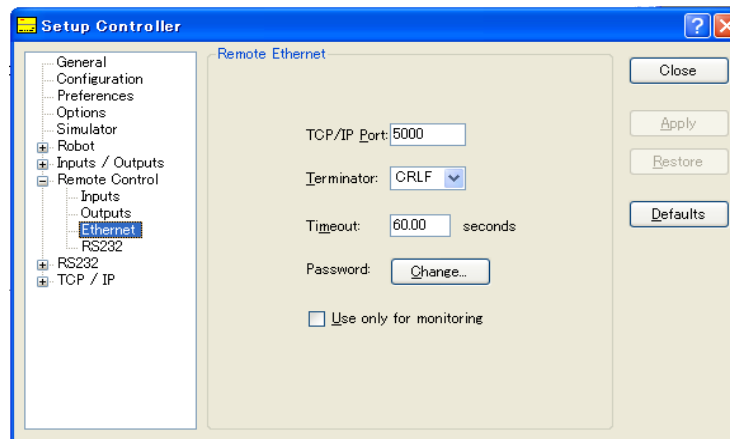 Setup Controller
General
Configuration
Preferences
Options
Simulator
Robot
Inputs / Outputs
Remote Control
Inputs
Outputs
Ethernet
RS232
RS232
TCP / IP
Remote Ethernet
TCP/IP Port: 5000
Terminator: CRLF
Timeout: 60.00 seconds
Password: Change...
Use only for monitoring
Close
Apply
Restore
Defaults